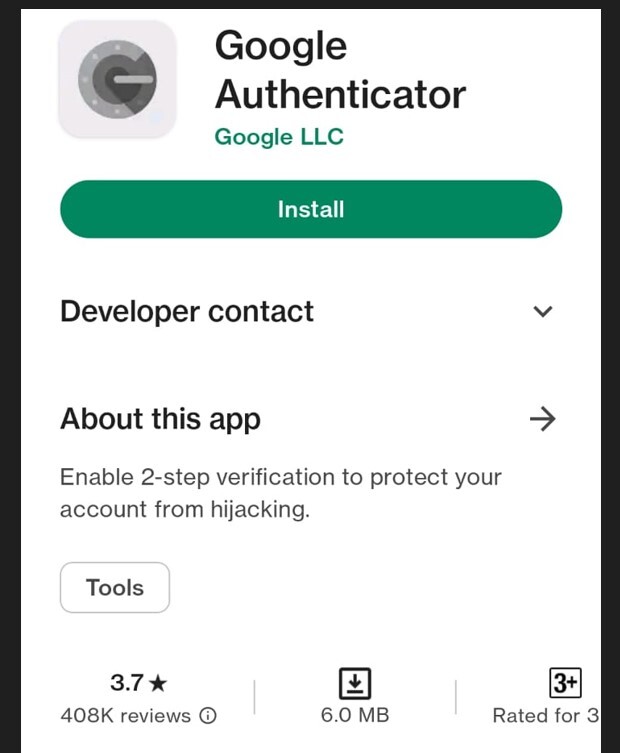 Google
Authenticator
Google LLC
Install
Developer contact
About this app
Enable 2-step verification to protect your
account from hijacking.
Tools
3.7★
3+
408K reviews
6.0 MB
Rated for 3